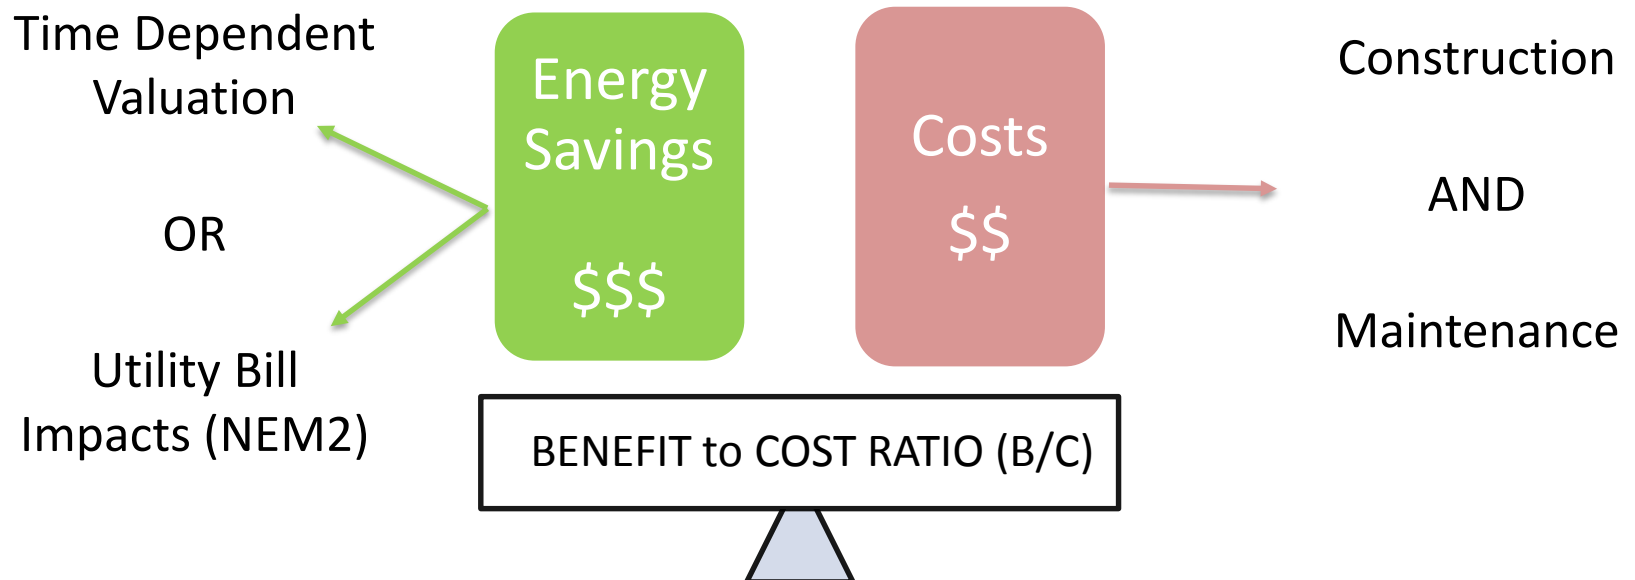 Time Dependent
Valuation
OR
Utility Bill
Impacts (NEM2)
Energy
Savings
$$$
Costs
$$
Construction
AND
Maintenance
BENEFIT to COST RATIO (B/C)